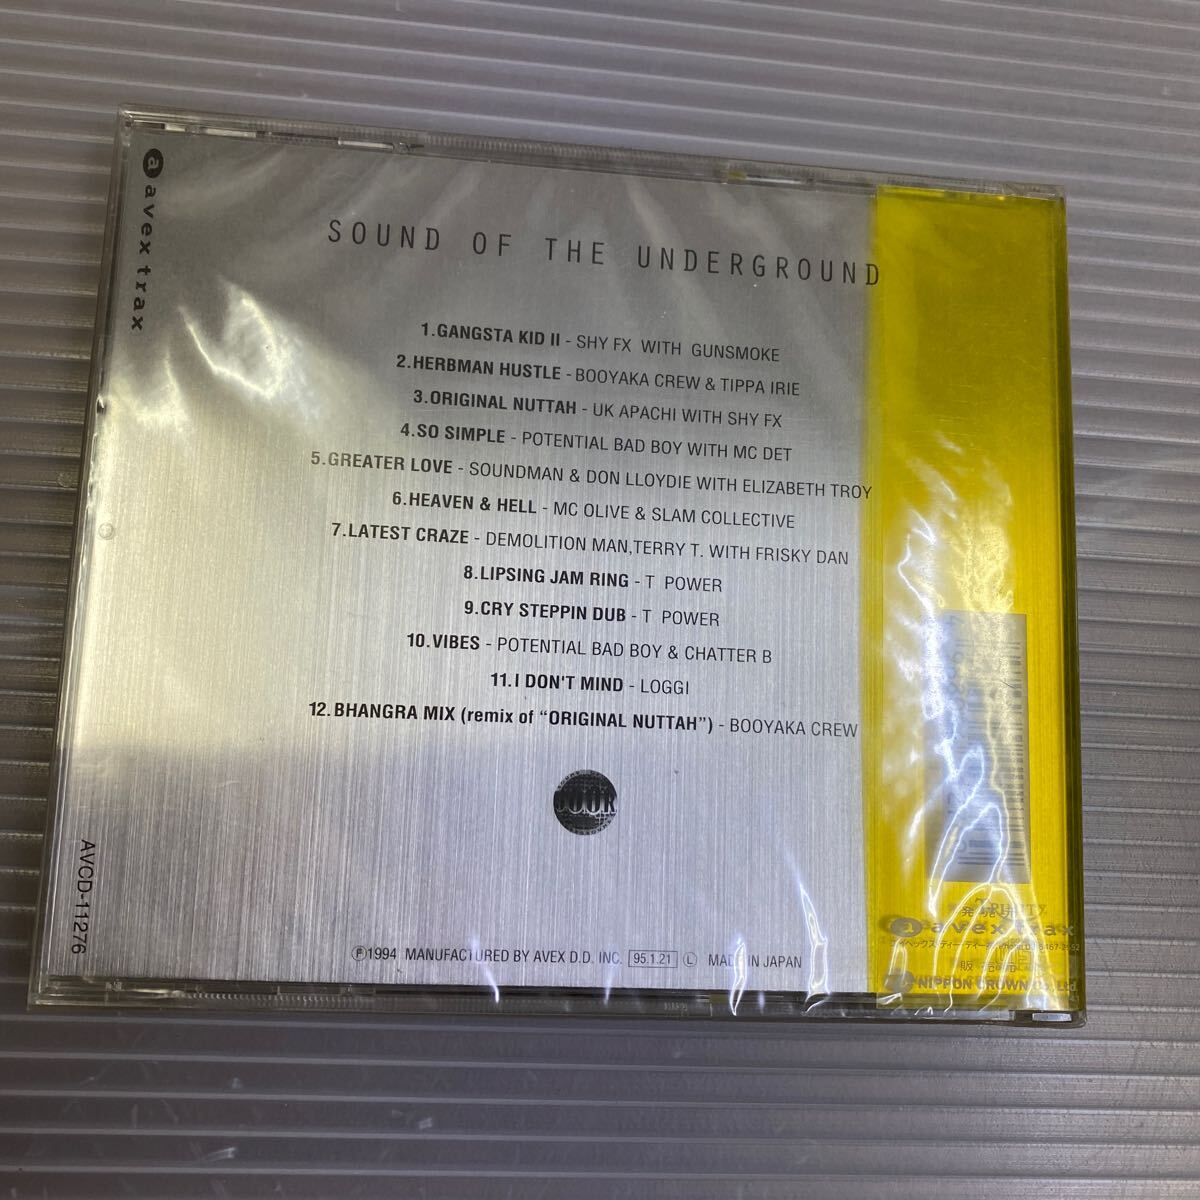 a avex trax
SOUND OF THE UNDERGROUND
1.GANGSTA KID II - SHY FX WITH GUNSMOKE
2.HERBMAN HUSTLE - BOOYAKA CREW & TIPPA IRIE
3.ORIGINAL NUTTAH - UK APACHI WITH SHY FX
4.SO SIMPLE - POTENTIAL BAD BOY WITH MC DET
5.GREATER LOVE - SOUNDMAN & DON LLOYDIE WITH ELIZABETH TROY
6.HEAVEN & HELL - MC OLIVE & SLAM COLLECTIVE
7.LATEST CRAZE - DEMOLITION MAN,TERRY T. WITH FRISKY DAN
8.LIPSING JAM RING - T POWER
9.CRY STEPPIN DUB - T POWER
10.VIBES - POTENTIAL BAD BOY & CHATTER B
11.I DON'T MIND - LOGGI
12.BHANGRA MIX (remix of “ORIGINAL NUTTAH”) - BOOYAKA CREW
SOUR
AVCD-11276
Ⓟ1994 MANUFACTURED BY AVEX D.D. INC. 95.1.21 Ⓛ MADE IN JAPAN
a avex trax
NIPPON CROWN Co.,Ltd.